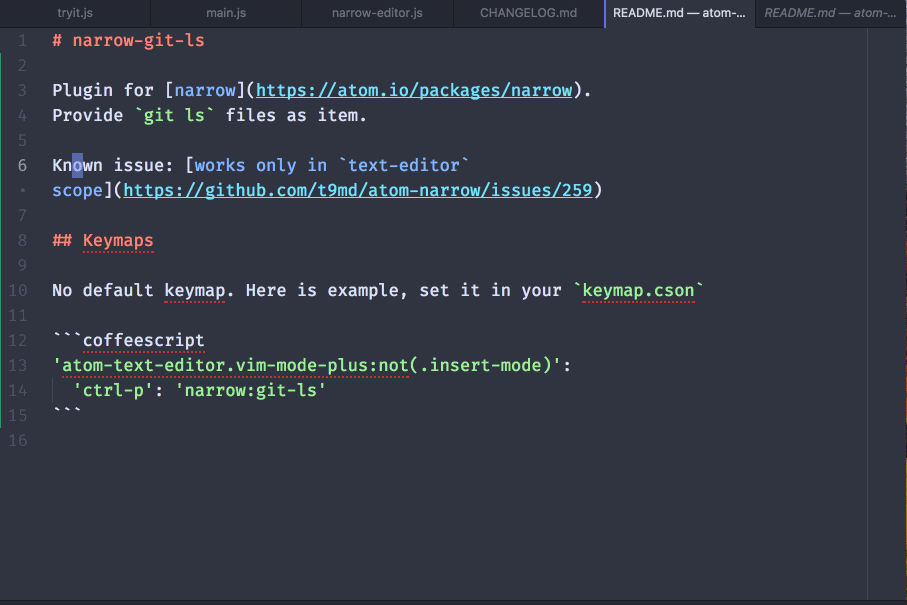 tryit.js main.js narrow-editor.js CHANGELOG.md README.md — atom-... README.md — atom-...
1 # narrow-git-ls
2
3 Plugin for [narrow](https://atom.io/packages/narrow).
4 Provide `git ls` files as item.
5
6 Known issue: [works only in `text-editor`
• scope](https://github.com/t9md/atom-narrow/issues/259)
7
8 ## Keymaps
9
10 No default keymap. Here is example, set it in your `keymap.cson`
11
12 ```coffeescript
13 'atom-text-editor.vim-mode-plus:not(.insert-mode)':
14 'ctrl-p': 'narrow:git-ls'
15 ```
16